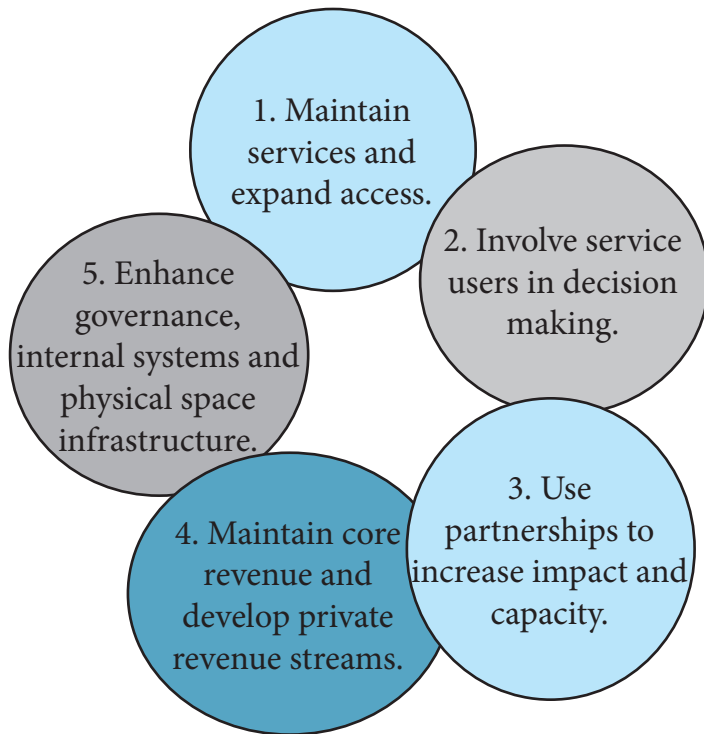 1. Maintain
services and
expand access.
2. Involve service
users in decision
making.
3. Use
partnerships to
increase impact and
capacity.
4. Maintain core
revenue and
develop private
revenue streams.
5. Enhance
governance,
internal systems and
physical space
infrastructure.